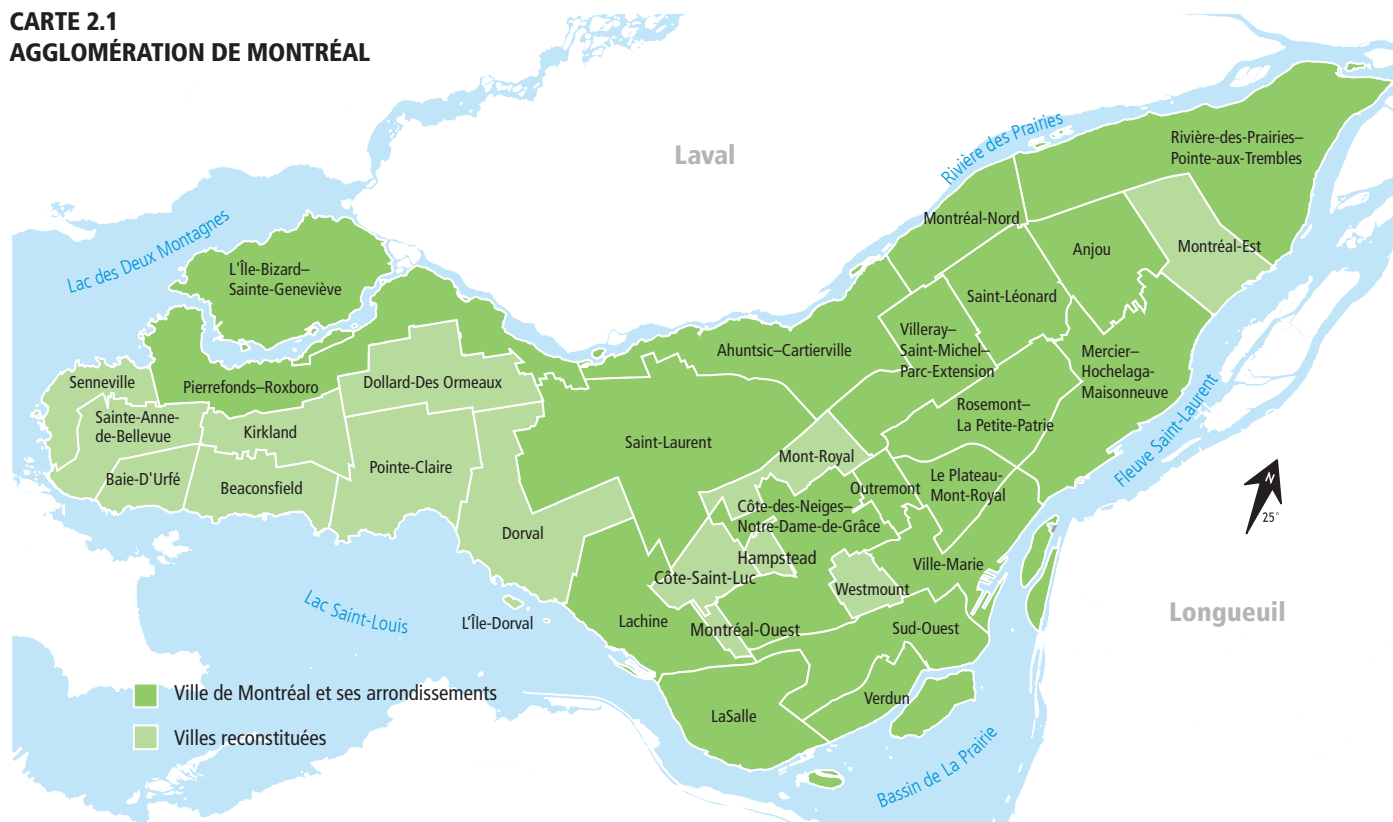 CARTE 2.1
AGGLOMÉRATION DE MONTRÉAL
Laval
Rivière des Prairies
Rivière-des-Prairies–
Pointe-aux-Trembles
Lac des Deux Montagnes
Montréal-Nord
Anjou
Montréal-Est
L'Île-Bizard–
Sainte-Geneviève
Saint-Léonard
Villeray–
Saint-Michel–
Parc-Extension
Ahuntsic–Cartierville
Mercier–
Hochelaga-
Maisonneuve
Senneville
Pierrefonds–Roxboro
Dollard-Des Ormeaux
Sainte-Anne-
de-Bellevue
Kirkland
Rosemont–
La Petite-Patrie
Saint-Laurent
Mont-Royal
Pointe-Claire
Baie-D'Urfé
Beaconsfield
Outremont
Le Plateau-
Mont-Royal
Fleuve Saint-Laurent
Côte-des-Neiges–
Notre-Dame-de-Grâce
N
25°
Dorval
Hampstead
Côte-Saint-Luc
Ville-Marie
Westmount
Lac Saint-Louis
L'Île-Dorval
Lachine
Montréal-Ouest
Sud-Ouest
Longueuil
Ville de Montréal et ses arrondissements
Verdun
LaSalle
Villes reconstituées
Bassin de La Prairie